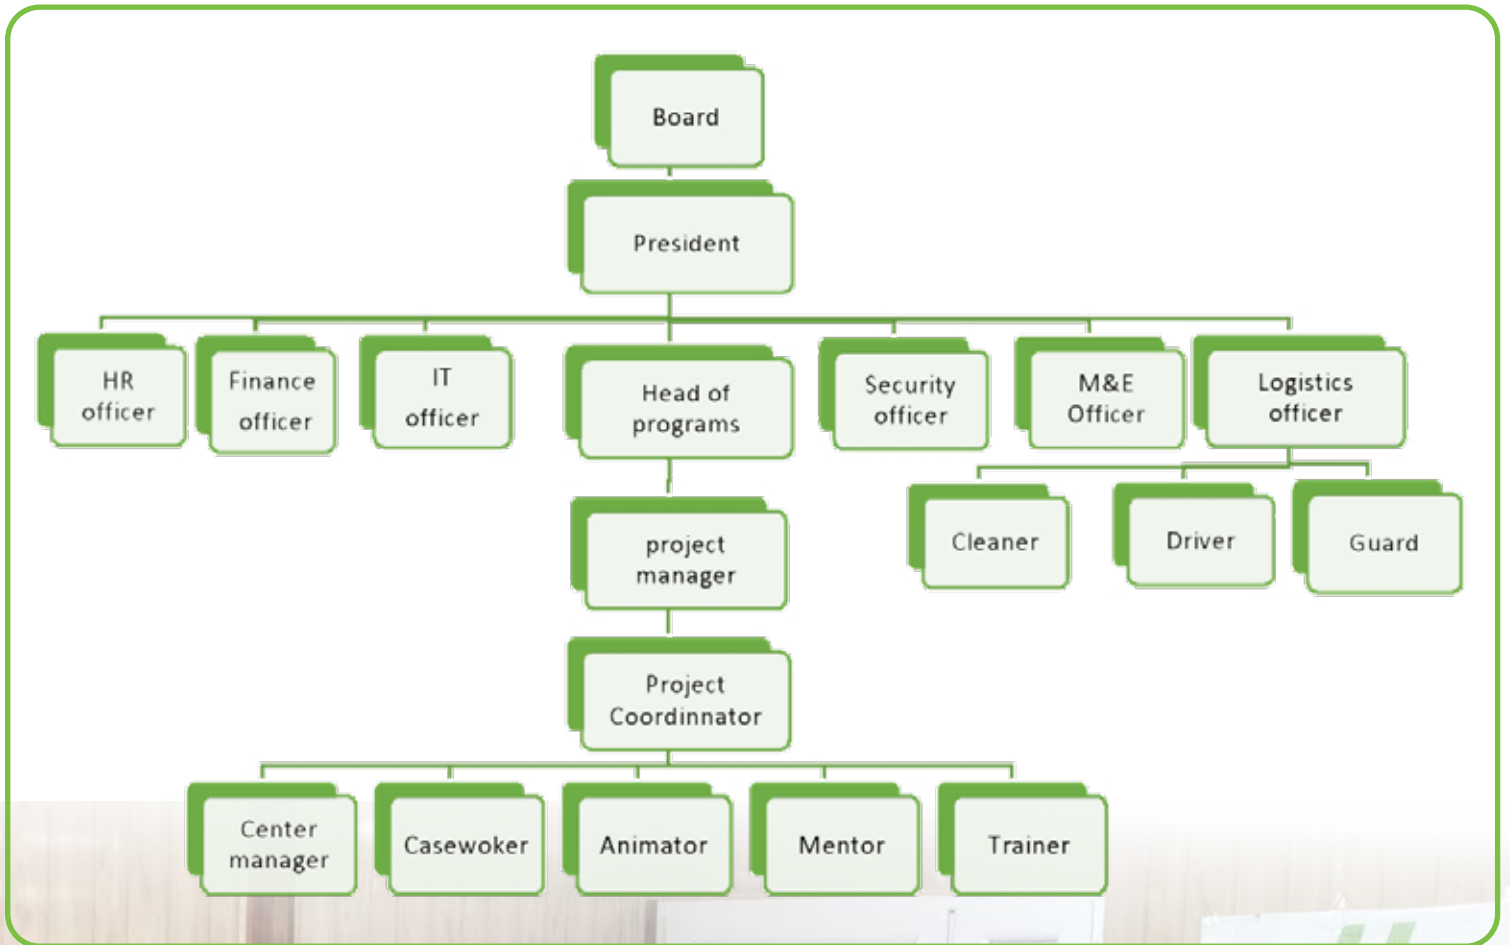 Board
President
HR
officer
Finance
officer
IT
officer
Head of
programs
Security
officer
M&E
Officer
Logistics
officer
Cleaner
Driver
Guard
project
manager
Project
Coordinnator
Center
manager
Casewoker
Animator
Mentor
Trainer